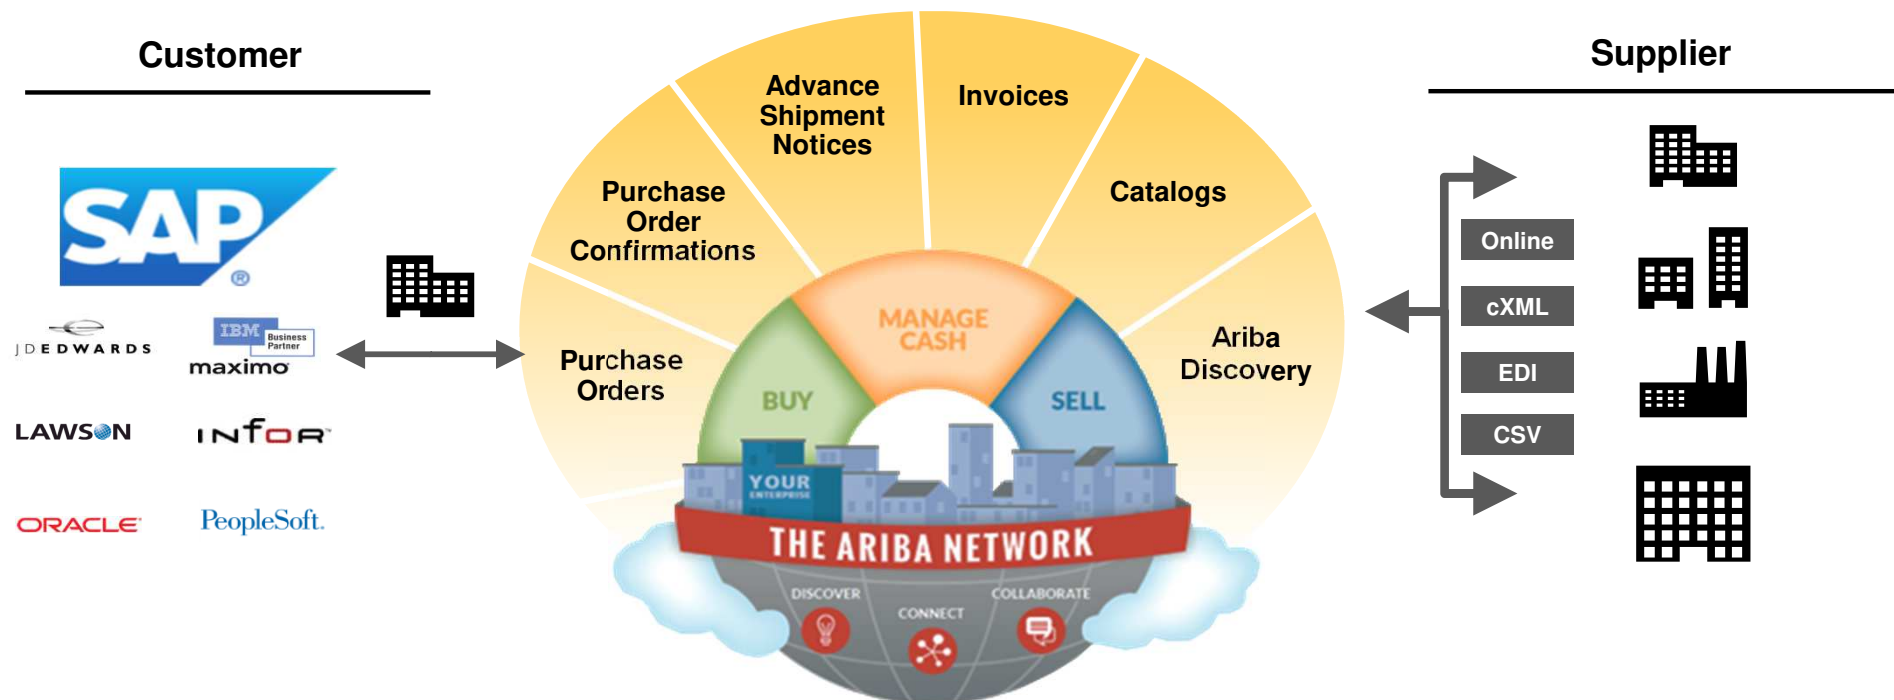 Customer
SAP
®
JDEDWARDS
IBM
Business
Partner
maximo
LAWSON
INFOR
ORACLE
PeopleSoft.
Advance
Shipment
Notices
Invoices
Purchase
Order
Confirmations
Catalogs
Purchase
Orders
Ariba
Discovery
MANAGE
CASH
BUY
SELL
YOUR
ENTERPRISE
THE ARIBA NETWORK
DISCOVER
CONNECT
COLLABORATE
Supplier
Online
cXML
EDI
CSV